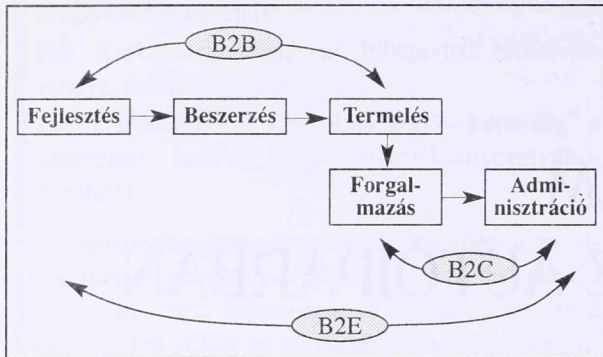 B2B
Fejlesztés
Beszerzés
Termelés
Forgal-
mazás
Admi-
nisztráció
B2C
B2E